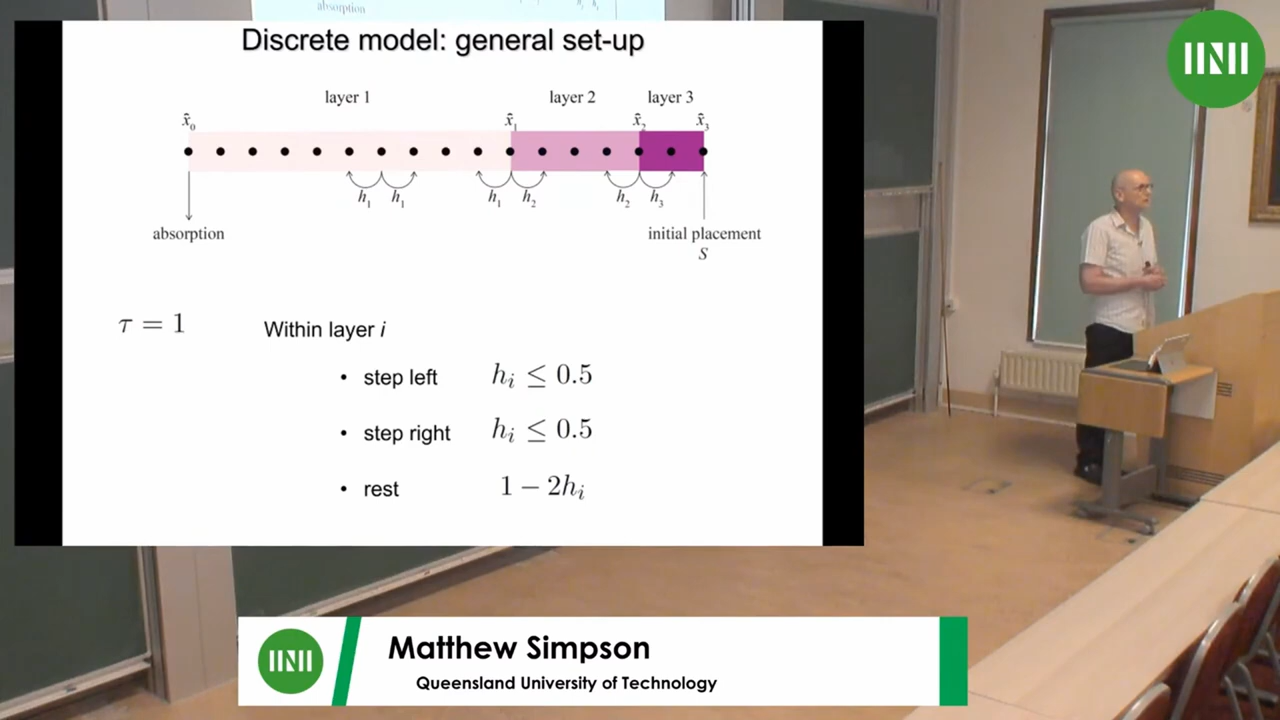 absorption
Discrete model: general set-up
layer 1 layer 2 layer 3
x̂₀ x̂₁ x̂₂ x̂₃
h₁ h₁ h₁ h₂ h₂ h₃
absorption initial placement
S
τ = 1 Within layer i
• step left hᵢ ≤ 0.5
• step right hᵢ ≤ 0.5
• rest 1 − 2hᵢ
Matthew Simpson
Queensland University of Technology